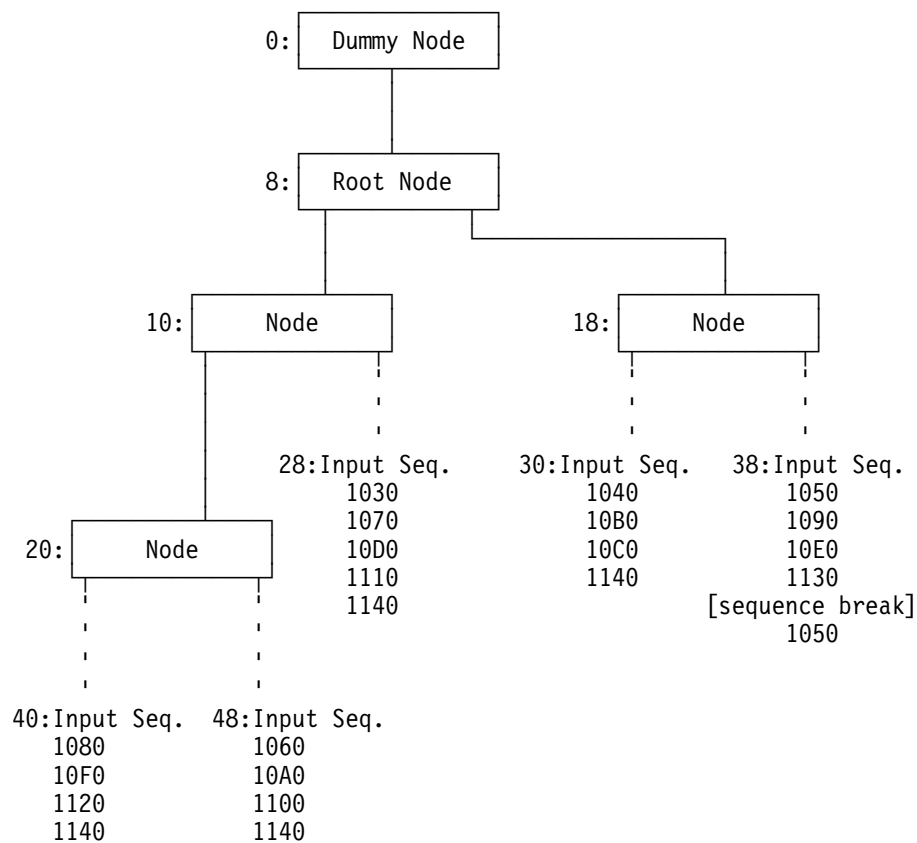 0: Dummy Node
8: Root Node
10: Node
18: Node
28:Input Seq.
1030
1070
10D0
1110
1140
30:Input Seq.
1040
10B0
10C0
1140
38:Input Seq.
1050
1090
10E0
1130
[sequence break]
1050
20: Node
40:Input Seq.
1080
10F0
1120
1140
48:Input Seq.
1060
10A0
1100
1140